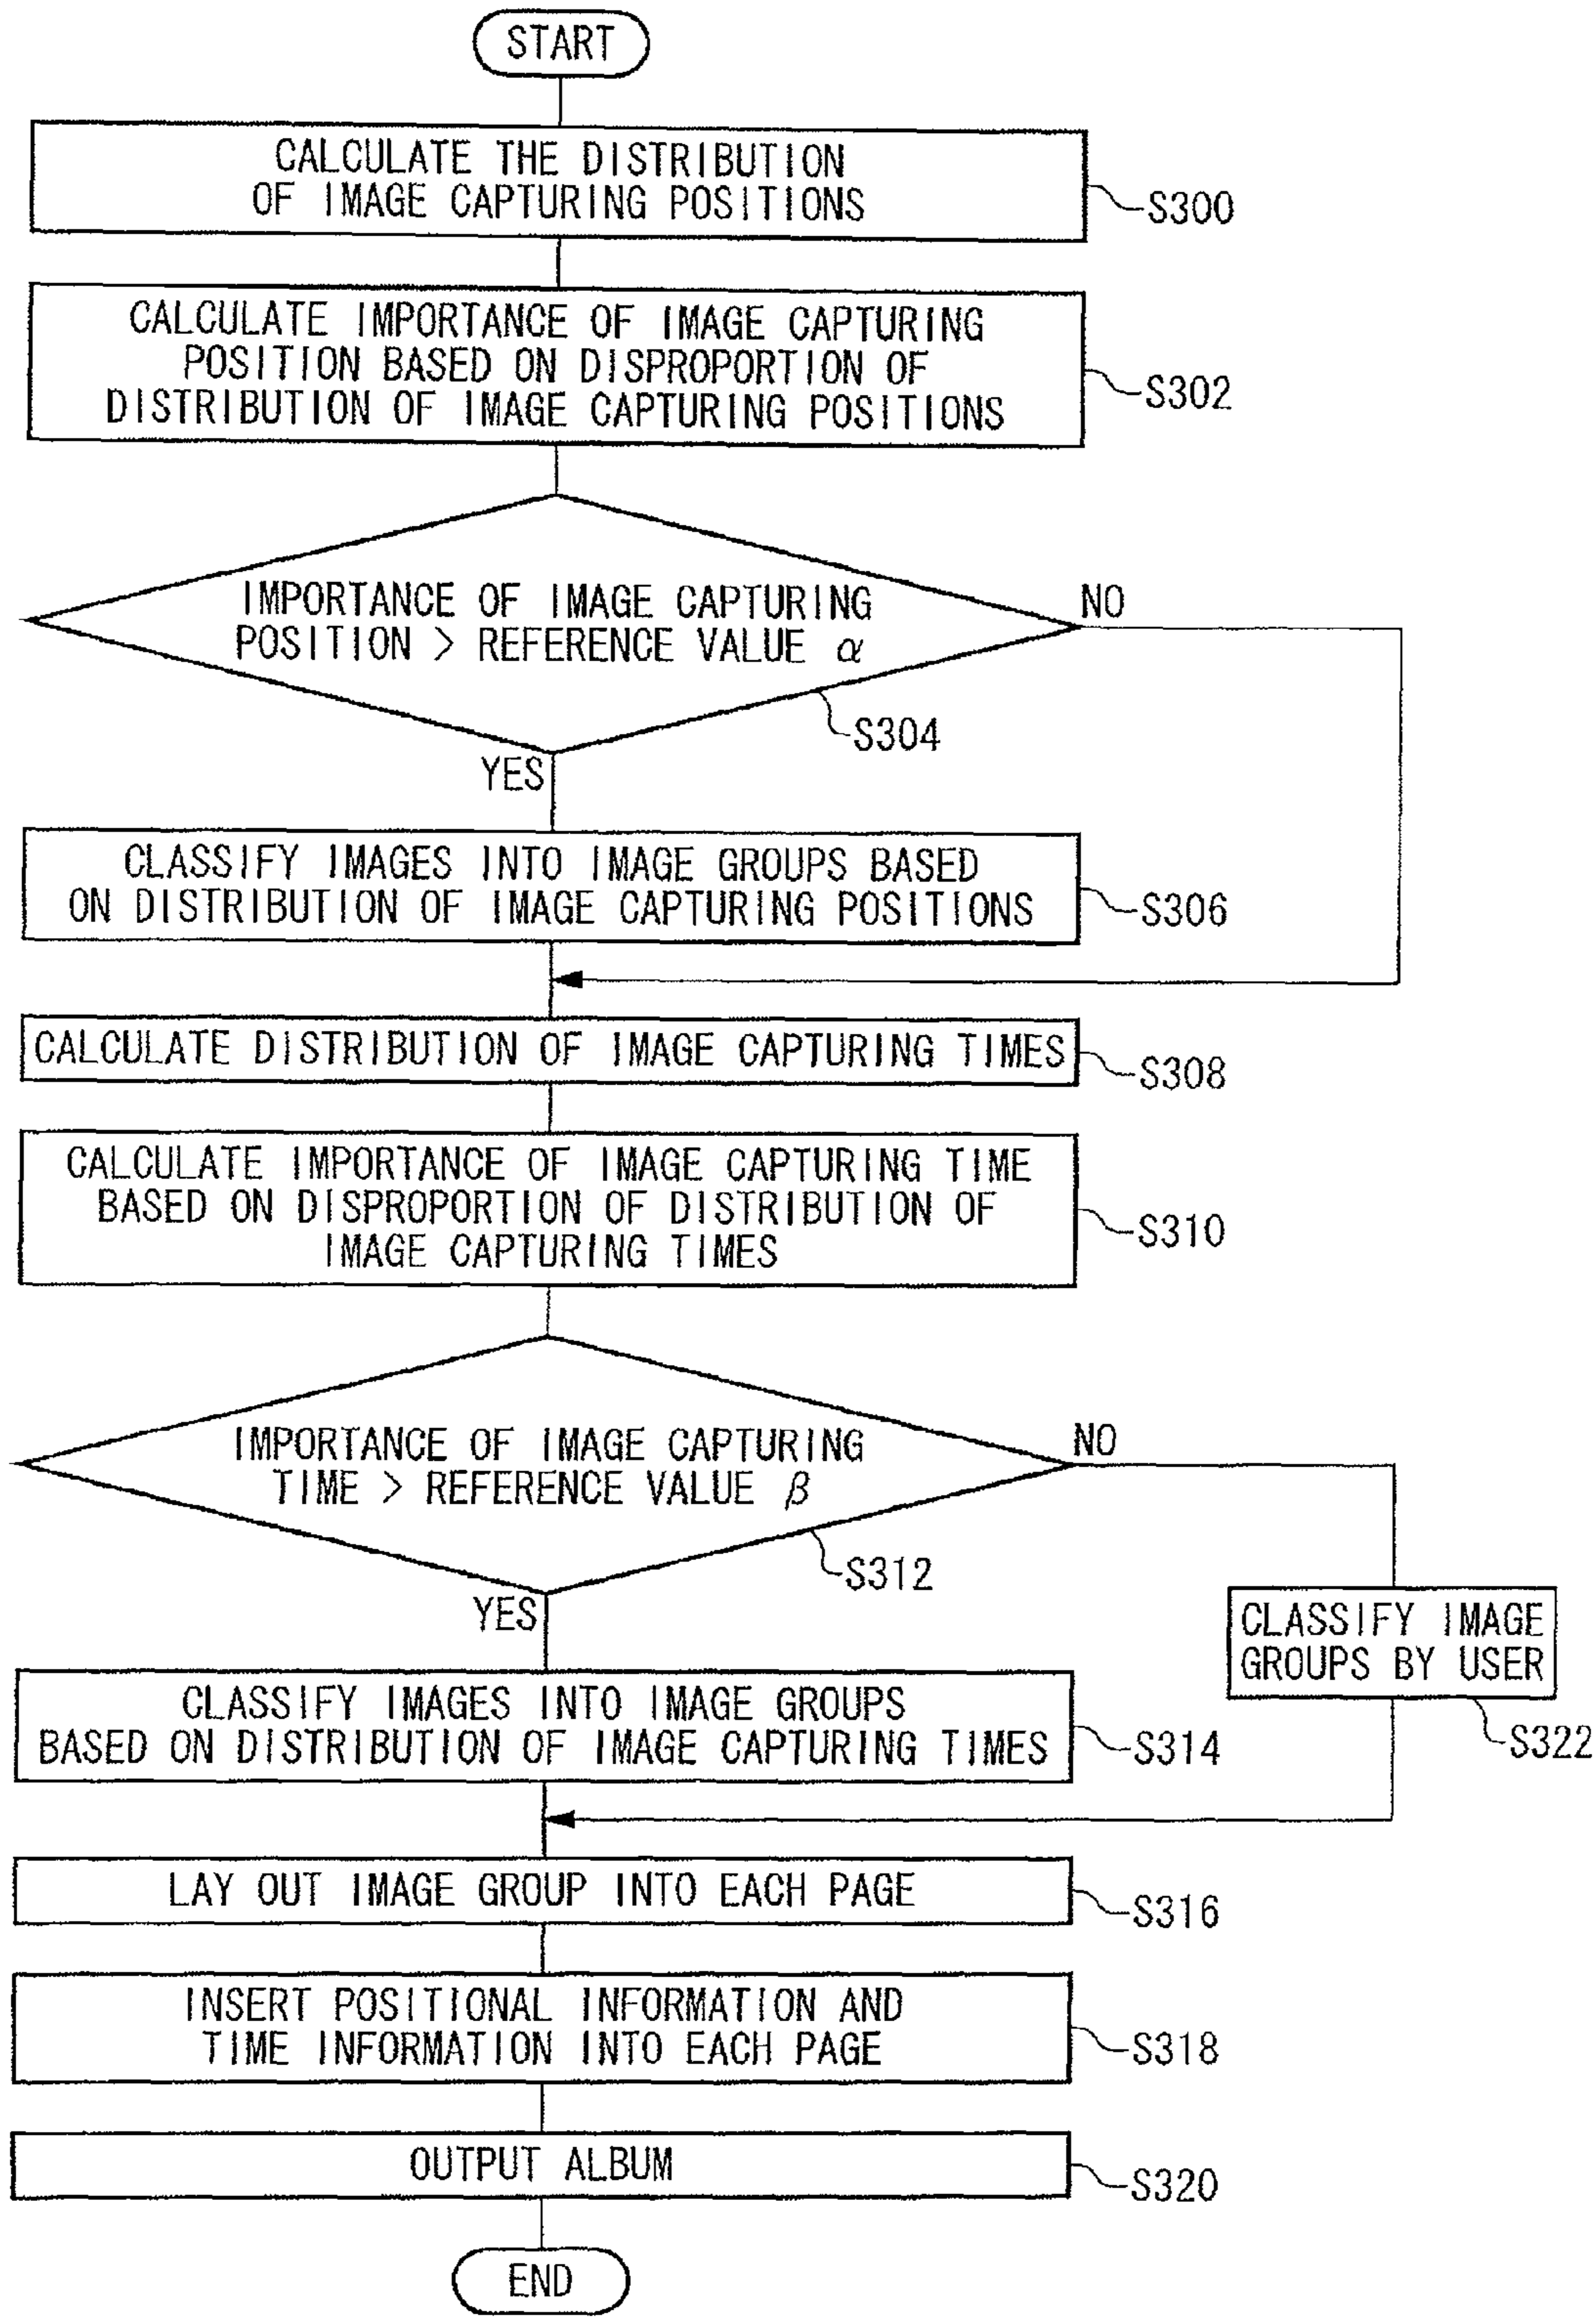 START
CALCULATE THE DISTRIBUTION
OF IMAGE CAPTURING POSITIONS
S300
CALCULATE IMPORTANCE OF IMAGE CAPTURING
POSITION BASED ON DISPROPORTION OF
DISTRIBUTION OF IMAGE CAPTURING POSITIONS
S302
IMPORTANCE OF IMAGE CAPTURING
POSITION > REFERENCE VALUE α
NO
S304
YES
CLASSIFY IMAGES INTO IMAGE GROUPS BASED
ON DISTRIBUTION OF IMAGE CAPTURING POSITIONS
S306
CALCULATE DISTRIBUTION OF IMAGE CAPTURING TIMES
S308
CALCULATE IMPORTANCE OF IMAGE CAPTURING TIME
BASED ON DISPROPORTION OF DISTRIBUTION OF
IMAGE CAPTURING TIMES
S310
IMPORTANCE OF IMAGE CAPTURING
TIME > REFERENCE VALUE β
NO
S312
YES
CLASSIFY IMAGE
GROUPS BY USER
S322
CLASSIFY IMAGES INTO IMAGE GROUPS
BASED ON DISTRIBUTION OF IMAGE CAPTURING TIMES
S314
LAY OUT IMAGE GROUP INTO EACH PAGE
S316
INSERT POSITIONAL INFORMATION AND
TIME INFORMATION INTO EACH PAGE
S318
OUTPUT ALBUM
S320
END